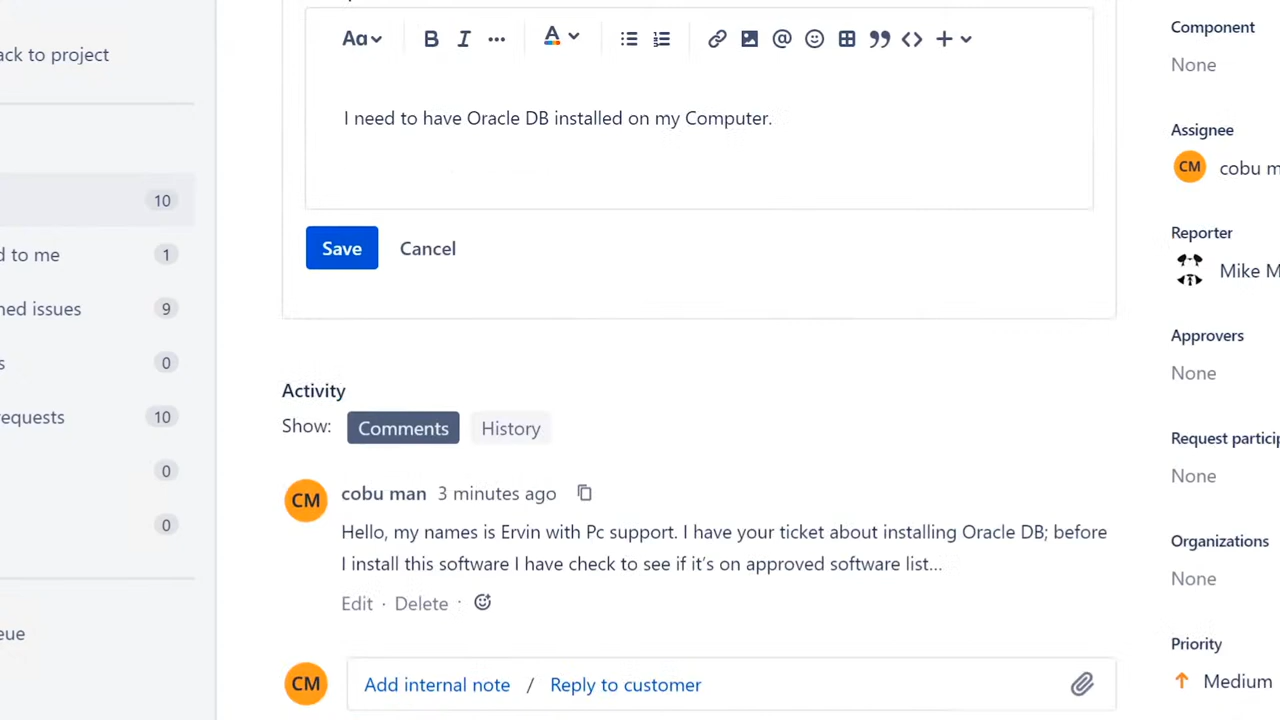 Aa B I ··· A @ <> +
ack to project
I need to have Oracle DB installed on my Computer.
10
d to me 1
ned issues 9
s 0
equests 10
0
0
eue
Save Cancel
Activity
Show: Comments History
CM cobu man 3 minutes ago
Hello, my names is Ervin with Pc support. I have your ticket about installing Oracle DB; before
I install this software I have check to see if it's on approved software list...
Edit · Delete ·
CM Add internal note / Reply to customer
Component
None
Assignee
CM cobu m
Reporter
Mike M
Approvers
None
Request particip
None
Organizations
None
Priority
Medium